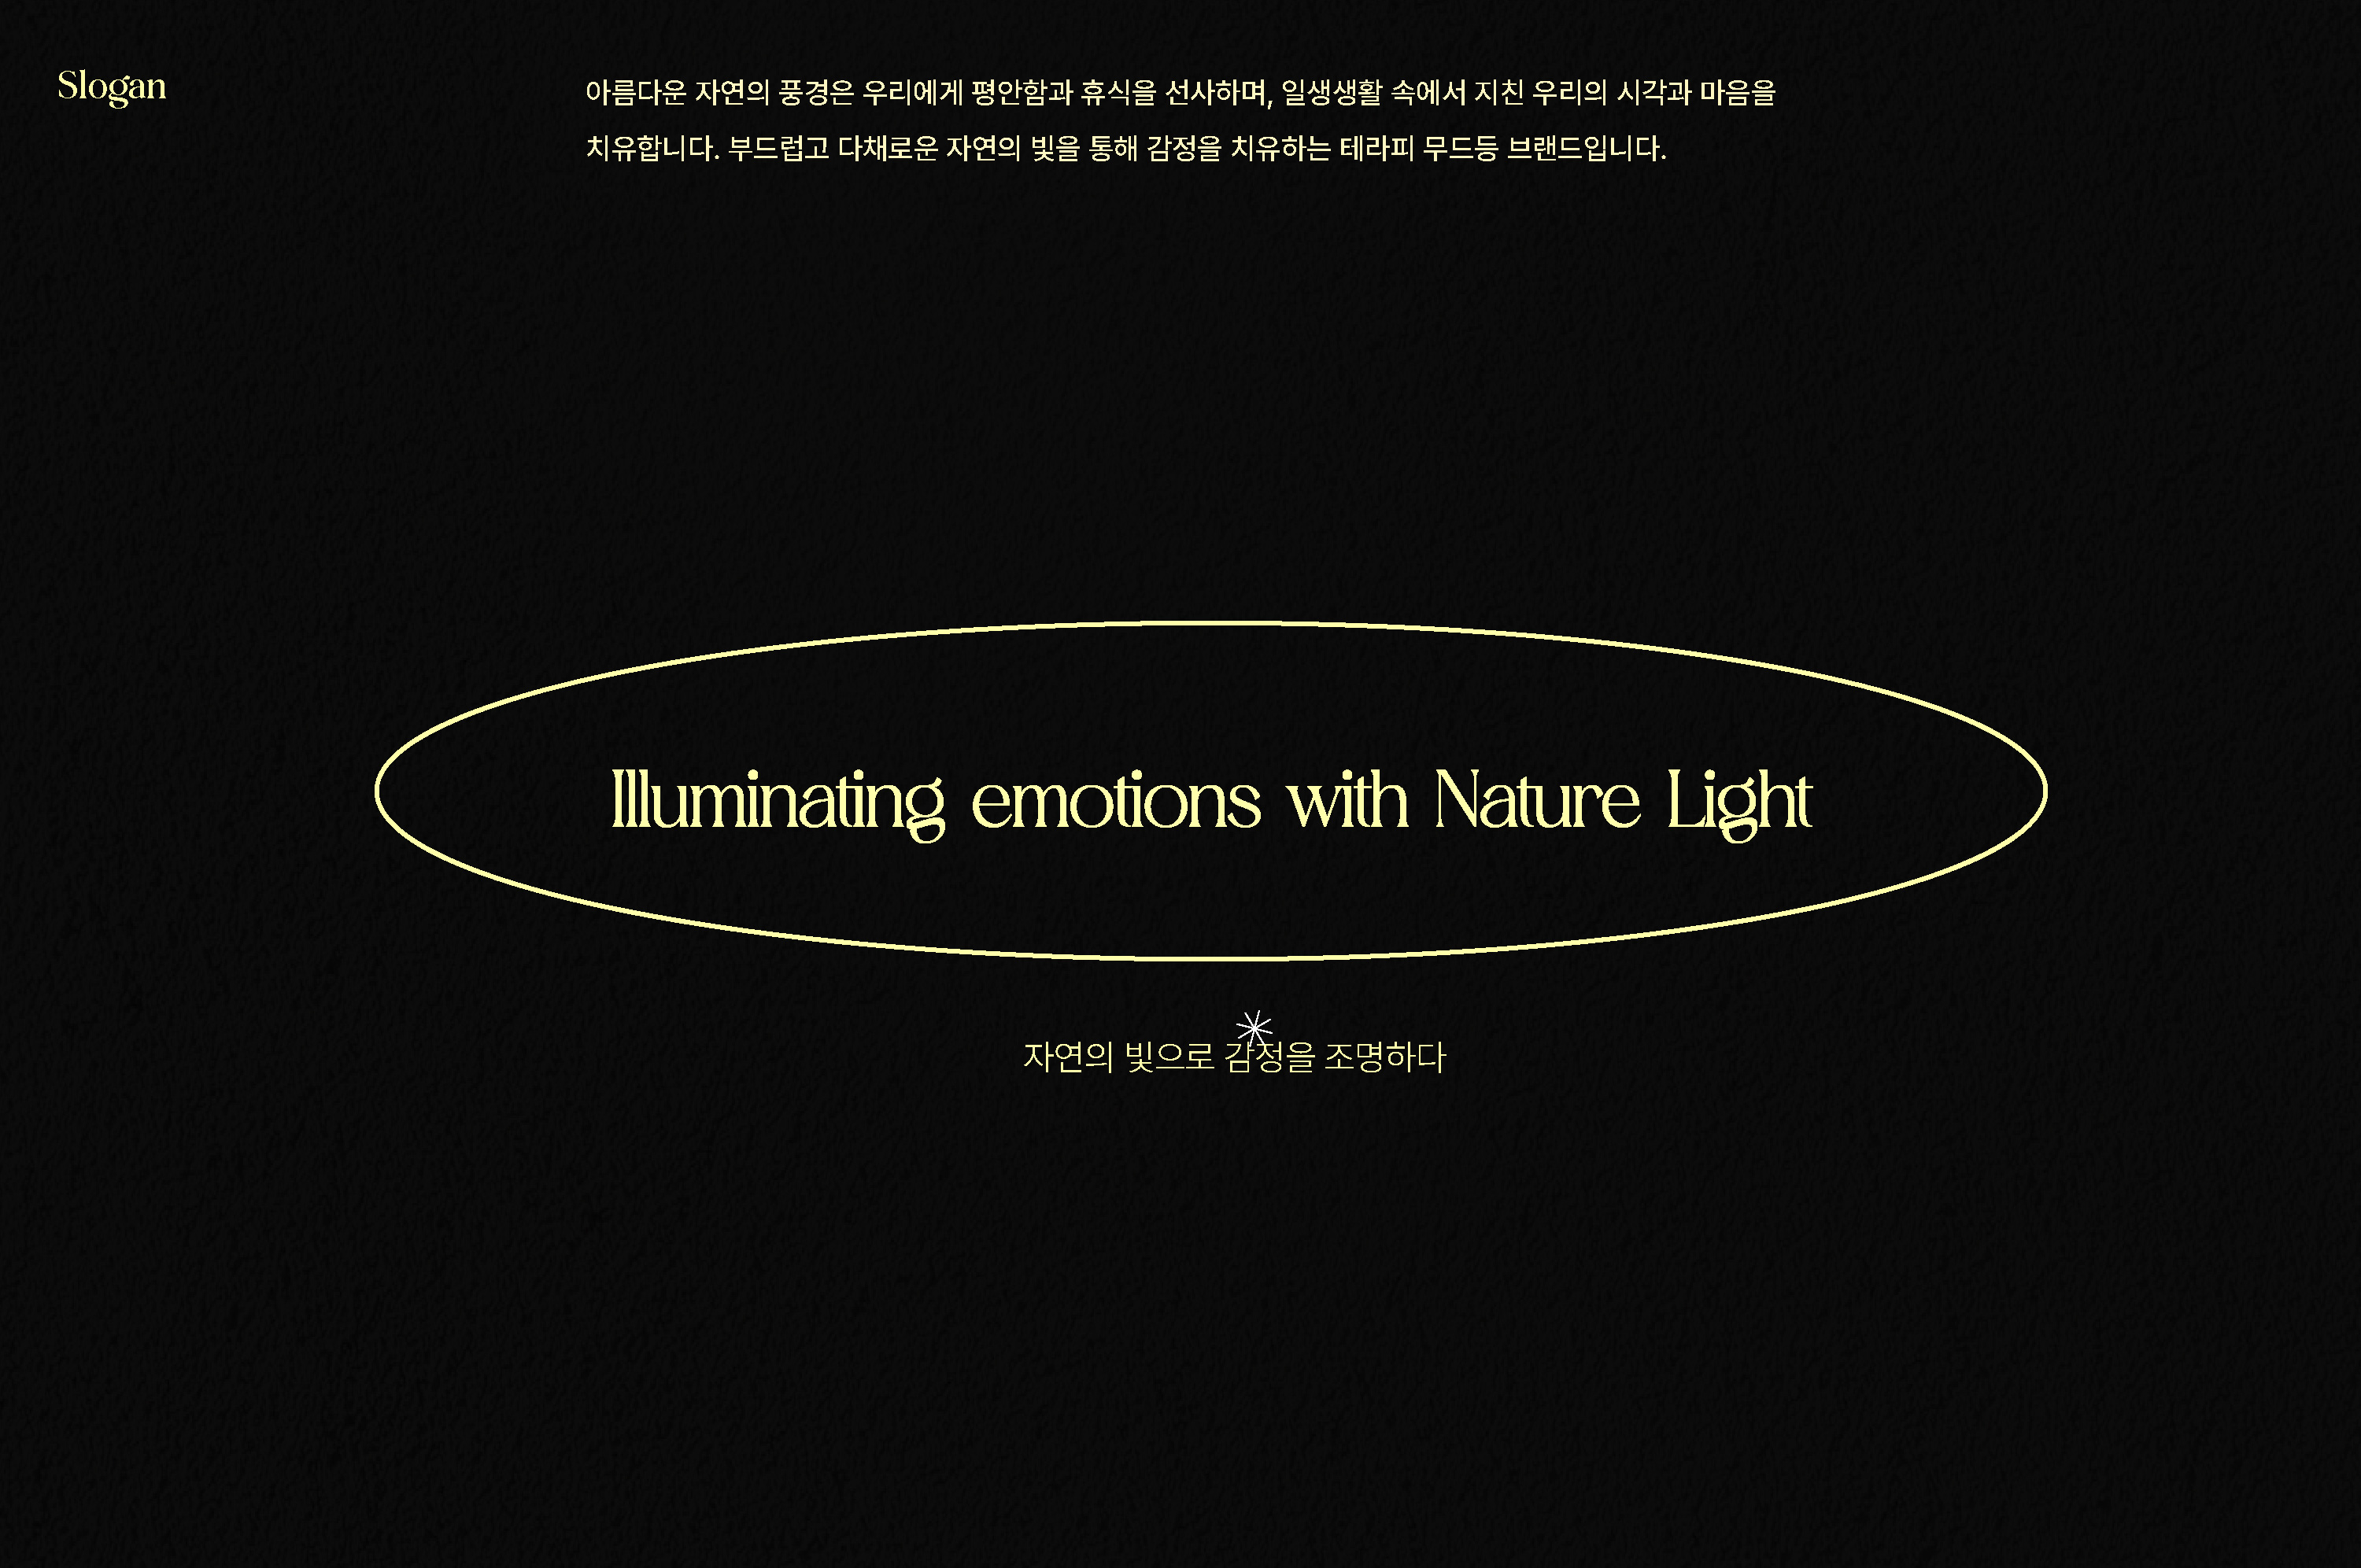 Slogan
아름다운 자연의 풍경은 우리에게 평안함과 휴식을 선사하며, 일생생활 속에서 지친 우리의 시각과 마음을
치유합니다. 부드럽고 다채로운 자연의 빛을 통해 감정을 치유하는 테라피 무드등 브랜드입니다.
Illuminating emotions with Nature Light
자연의 빛으로 감정을 조명하다